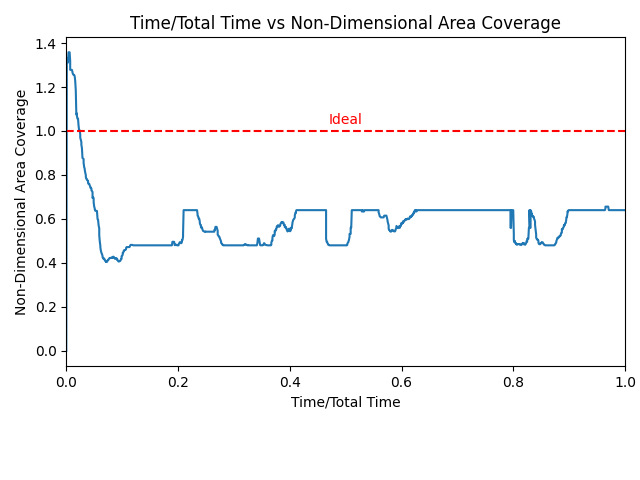 Time/Total Time vs Non-Dimensional Area Coverage
1.4
1.2
1.0
0.8
0.6
0.4
0.2
0.0
Non-Dimensional Area Coverage
Ideal
0.0 0.2 0.4 0.6 0.8 1.0
Time/Total Time